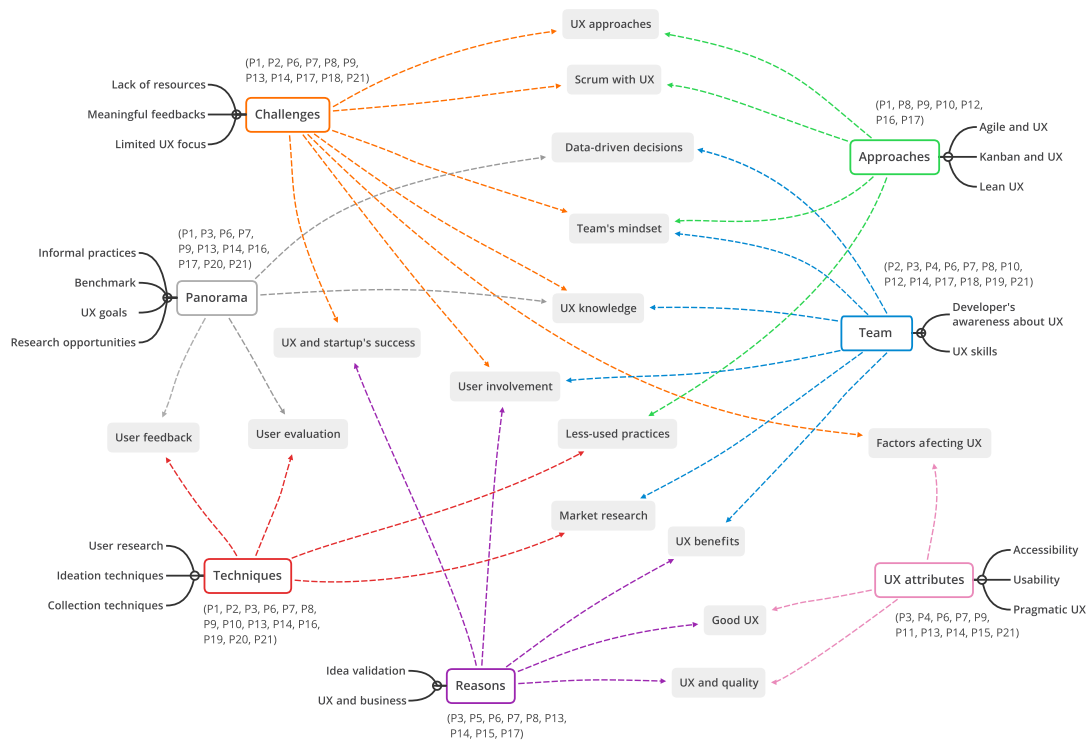 UX approaches
(P1, P2, P6, P7, P8, P9,
P13, P14, P17, P18, P21)
Lack of resources
Meaningful feedbacks
Limited UX focus
Challenges
Scrum with UX
(P1, P8, P9, P10, P12,
P16, P17)
Agile and UX
Kanban and UX
Lean UX
Approaches
Data-driven decisions
Team's mindset
(P1, P3, P6, P7,
P9, P13, P14, P16,
P17, P20, P21)
Informal practices
Benchmark
UX goals
Research opportunities
Panorama
UX knowledge
(P2, P3, P4, P6, P7, P8, P10,
P12, P14, P17, P18, P19, P21)
Team
Developer's
awareness about UX
UX skills
UX and startup's success
User involvement
User feedback
User evaluation
Less-used practices
Factors afecting UX
Market research
UX benefits
User research
Ideation techniques
Collection techniques
Techniques
(P1, P2, P3, P6, P7, P8,
P9, P10, P13, P14, P16,
P19, P20, P21)
UX attributes
Accessibility
Usability
Pragmatic UX
(P3, P4, P6, P7, P9,
P11, P13, P14, P15, P21)
Good UX
UX and quality
Idea validation
UX and business
Reasons
(P3, P5, P6, P7, P8, P13,
P14, P15, P17)